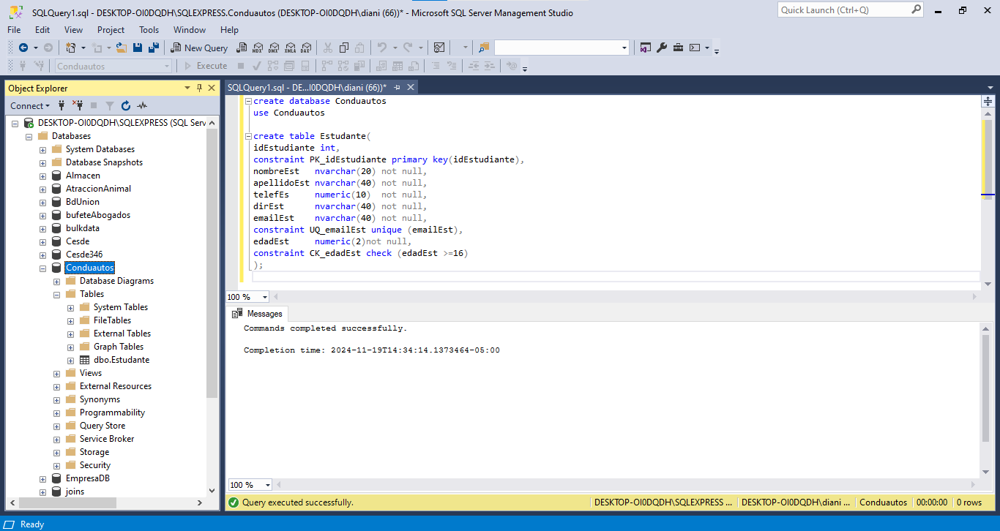 SQLQuery1.sql - DESKTOP-OI0DQDH\SQLEXPRESS.Conduautos (DESKTOP-OI0DQDH\diani (66))* - Microsoft SQL Server Management Studio
Quick Launch (Ctrl+Q)
File Edit View Project Tools Window Help
New Query MDX DMX XMLA DAX
Conduautos Execute
Object Explorer
Connect
DESKTOP-OI0DQDH\SQLEXPRESS (SQL Serv
Databases
System Databases
Database Snapshots
Almacen
AtraccionAnimal
BdUnion
bufeteAbogados
bulkdata
Cesde
Cesde346
Conduautos
Database Diagrams
Tables
System Tables
FileTables
External Tables
Graph Tables
dbo.Estudante
Views
External Resources
Synonyms
Programmability
Query Store
Service Broker
Storage
Security
EmpresaDB
joins
SQLQuery1.sql - DE...I0DQDH\diani (66))*
create database Conduautos
use Conduautos
create table Estudante(
idEstudiante int,
constraint PK_idEstudiante primary key(idEstudiante),
nombreEst   nvarchar(20) not null,
apellidoEst nvarchar(40) not null,
telefEs     numeric(10)  not null,
dirEst      nvarchar(40) not null,
emailEst    nvarchar(40) not null,
constraint UQ_emailEst unique (emailEst),
edadEst     numeric(2)not null,
constraint CK_edadEst check (edadEst >=16)
);
100 %
Messages
Commands completed successfully.
Completion time: 2024-11-19T14:34:14.1373464-05:00
100 %
Query executed successfully. DESKTOP-OI0DQDH\SQLEXPRESS ... DESKTOP-OI0DQDH\diani ... Conduautos 00:00:00 0 rows
Ready